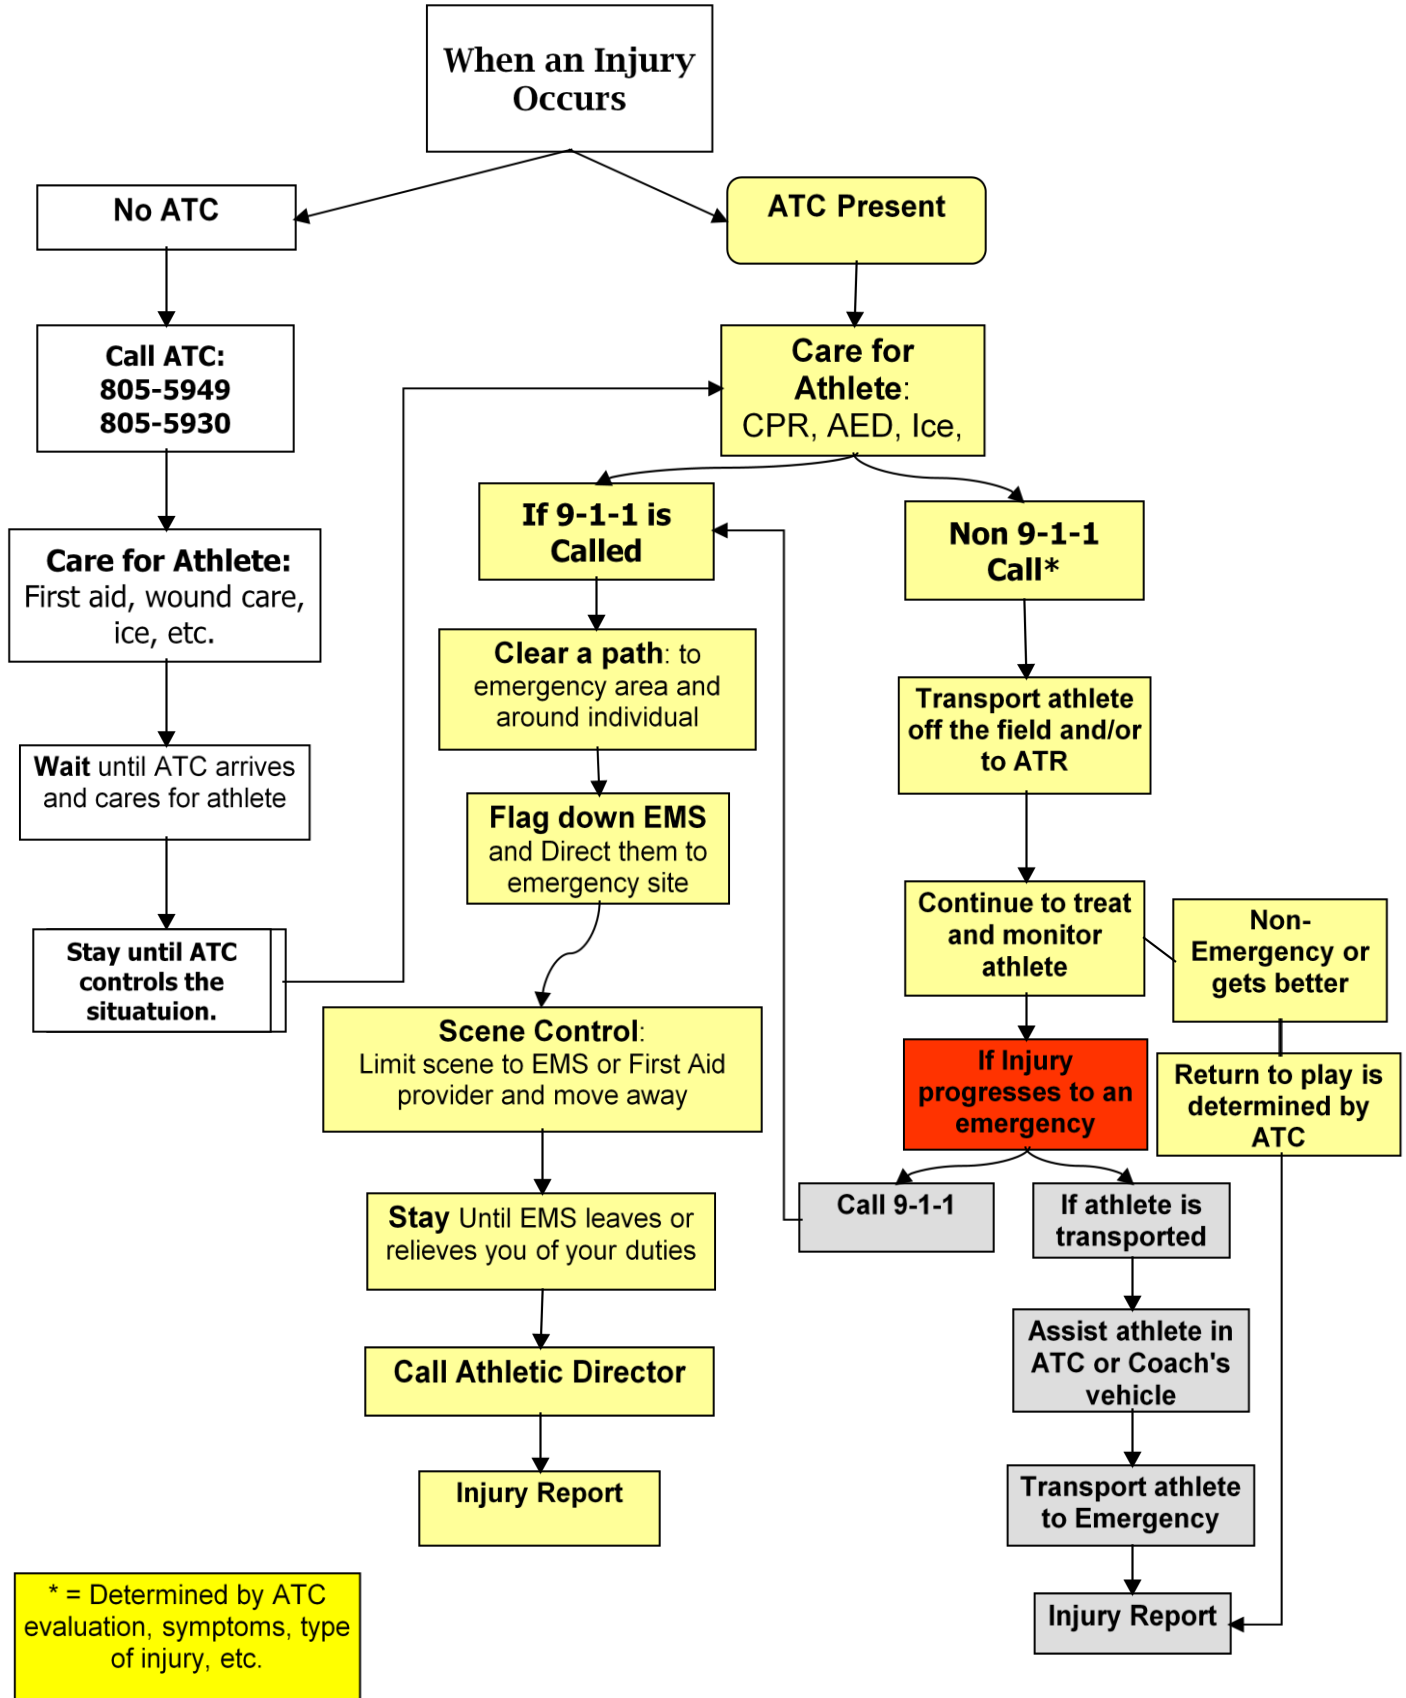 When an Injury
Occurs
No ATC
ATC Present
Call ATC:
805-5949
805-5930
Care for
Athlete:
CPR, AED, Ice,
Care for Athlete:
First aid, wound care,
ice, etc.
Wait until ATC arrives
and cares for athlete
Stay until ATC
controls the
situatuion.
If 9-1-1 is
Called
Clear a path: to
emergency area and
around individual
Flag down EMS
and Direct them to
emergency site
Scene Control:
Limit scene to EMS or First Aid
provider and move away
Stay Until EMS leaves or
relieves you of your duties
Call Athletic Director
Injury Report
Non 9-1-1
Call*
Transport athlete
off the field and/or
to ATR
Continue to treat
and monitor
athlete
Non-
Emergency or
gets better
If Injury
progresses to an
emergency
Return to play is
determined by
ATC
Call 9-1-1
If athlete is
transported
Assist athlete in
ATC or Coach's
vehicle
Transport athlete
to Emergency
Injury Report
* = Determined by ATC
evaluation, symptoms, type
of injury, etc.